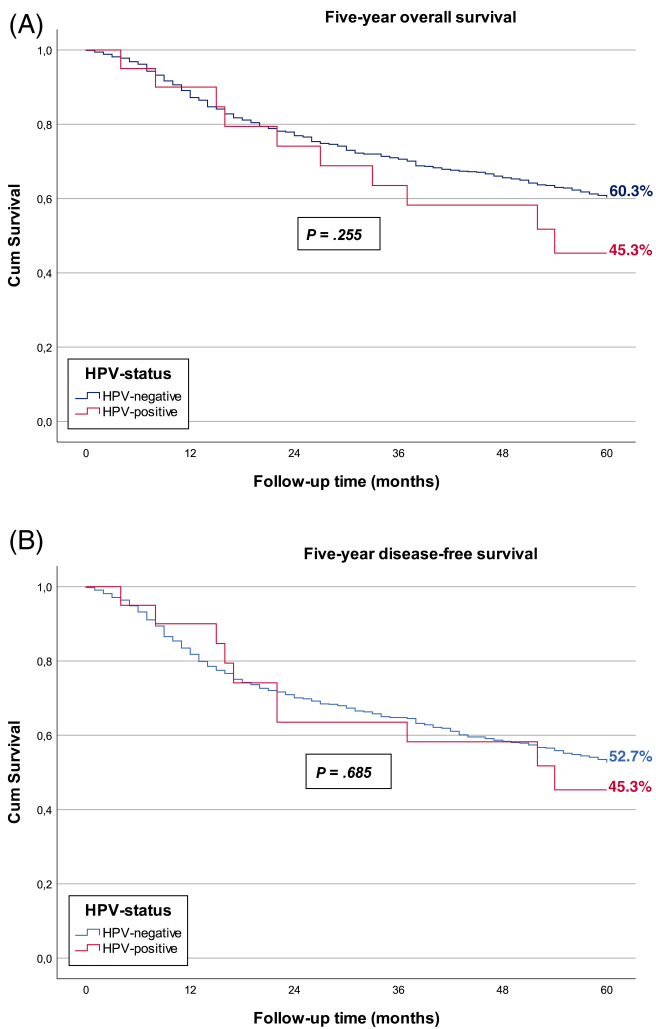 (A)
Five-year overall survival
1,0
0,8
0,6
0,4
0,2
0,0
Cum Survival
60.3%
45.3%
P = .255
HPV-status
HPV-negative
HPV-positive
0 12 24 36 48 60
Follow-up time (months)
(B)
Five-year disease-free survival
1,0
0,8
0,6
0,4
0,2
0,0
Cum Survival
52.7%
45.3%
P = .685
HPV-status
HPV-negative
HPV-positive
0 12 24 36 48 60
Follow-up time (months)